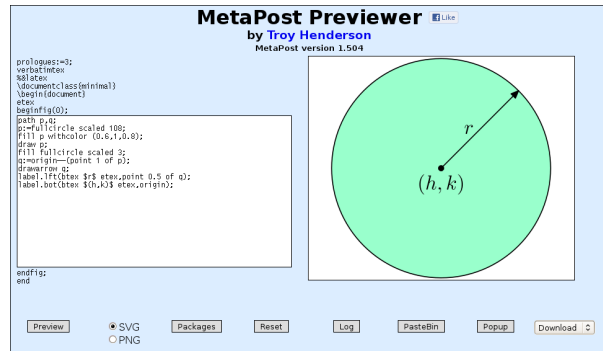 MetaPost Previewer
Like
by Troy Henderson
MetaPost version 1.504
prologues:=3;
verbatimtex
%&latex
\documentclass{minimal}
\begin{document}
etex
beginfig(0);
path p,q;
p:=fullcircle scaled 108;
fill p withcolor (0.6,1,0.8);
draw p;
fill fullcircle scaled 3;
q:=origin--(point 1 of p);
drawarrow q;
label.lft(btex $r$ etex,point 0.5 of q);
label.bot(btex $(h,k)$ etex,origin);
endfig;
end
r
(h, k)
Preview
SVG
PNG
Packages
Reset
Log
PasteBin
Popup
Download